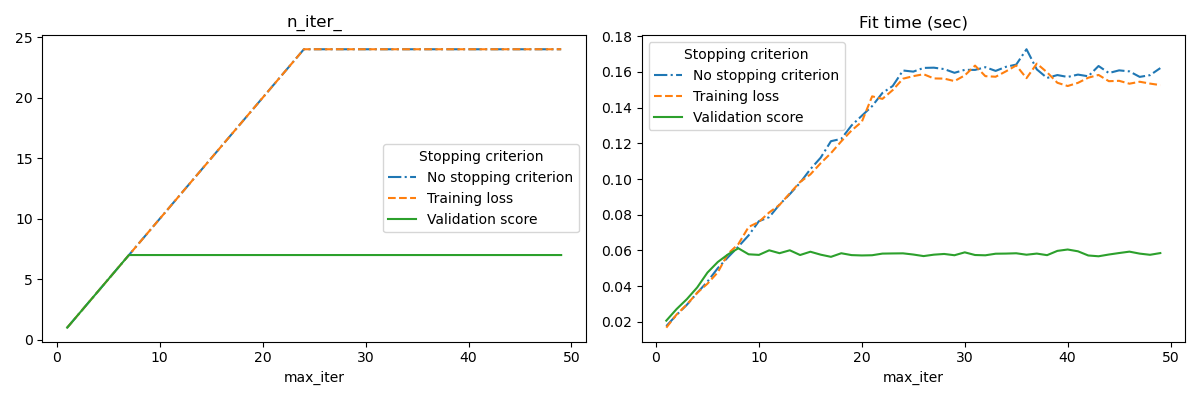 n_iter_
25
20
15
10
5
0
Stopping criterion
No stopping criterion
Training loss
Validation score
0 10 20 30 40 50
max_iter
Fit time (sec)
0.18
0.16
0.14
0.12
0.10
0.08
0.06
0.04
0.02
Stopping criterion
No stopping criterion
Training loss
Validation score
0 10 20 30 40 50
max_iter